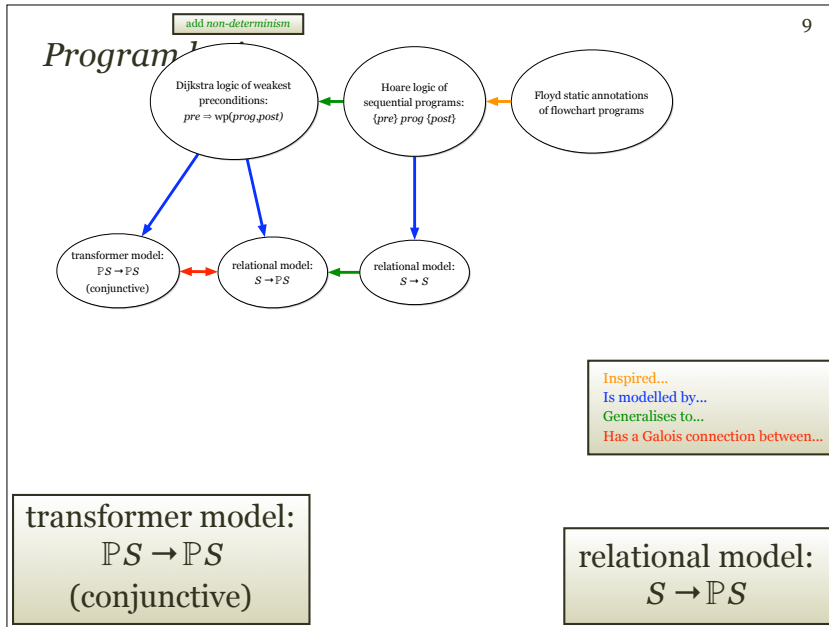 add non-determinism
9
Program
Dijkstra logic of weakest
preconditions:
pre ⇒ wp(prog,post)
Hoare logic of
sequential programs:
{pre} prog {post}
Floyd static annotations
of flowchart programs
transformer model:
ℙS → ℙS
(conjunctive)
relational model:
S → ℙS
relational model:
S → S
Inspired...
Is modelled by...
Generalises to...
Has a Galois connection between...
transformer model:
ℙS → ℙS
(conjunctive)
relational model:
S → ℙS